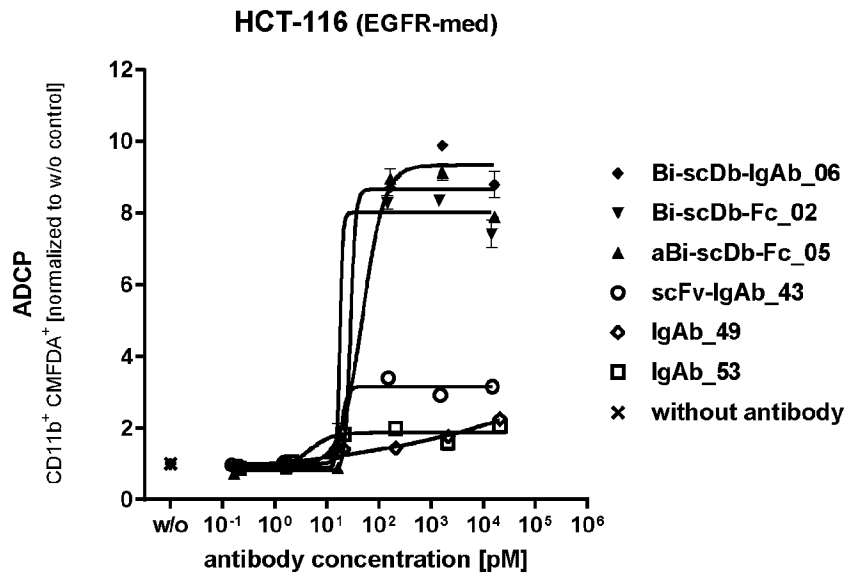 HCT-116 (EGFR-med)
ADCP
CD11b⁺ CMFDA⁺ [normalized to w/o control]
12
10
8
6
4
2
0
w/o 10⁻¹ 10⁰ 10¹ 10² 10³ 10⁴ 10⁵ 10⁶
antibody concentration [pM]
Bi-scDb-IgAb_06
Bi-scDb-Fc_02
aBi-scDb-Fc_05
scFv-IgAb_43
IgAb_49
IgAb_53
without antibody